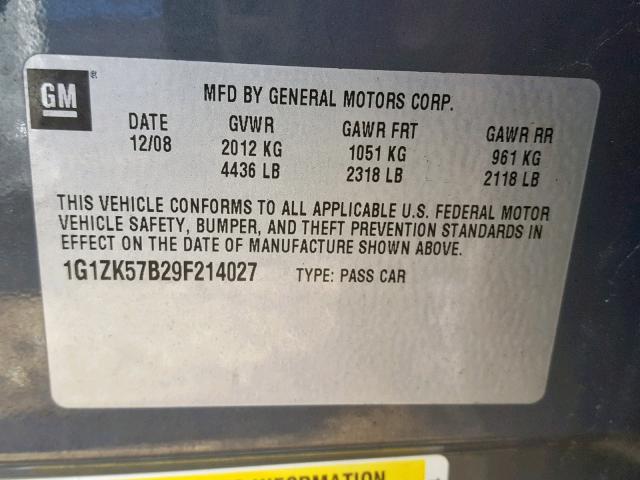 GM®
MFD BY GENERAL MOTORS CORP.
DATE GVWR GAWR FRT GAWR RR
12/08 2012 KG 1051 KG 961 KG
4436 LB 2318 LB 2118 LB
THIS VEHICLE CONFORMS TO ALL APPLICABLE U.S. FEDERAL MOTOR
VEHICLE SAFETY, BUMPER, AND THEFT PREVENTION STANDARDS IN
EFFECT ON THE DATE OF MANUFACTURE SHOWN ABOVE.
1G1ZK57B29F214027 TYPE: PASS CAR
INFORMATION